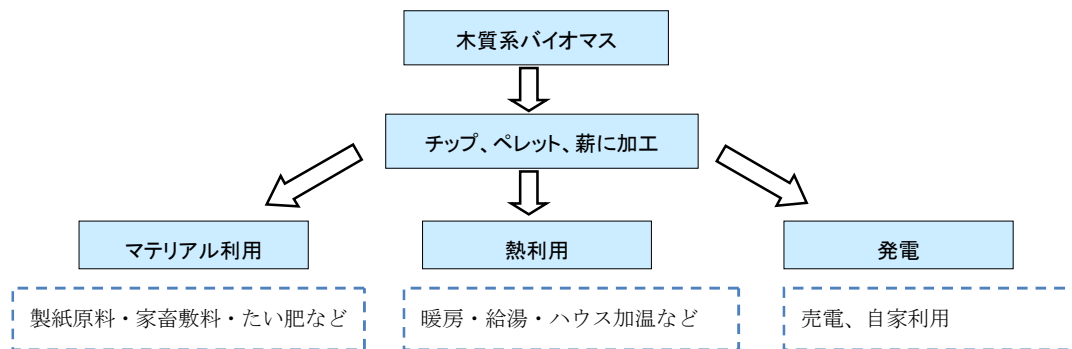 木質系バイオマス
チップ、ペレット、薪に加工
マテリアル利用
熱利用
発電
製紙原料・家畜敷料・たい肥など
暖房・給湯・ハウス加温など
売電、自家利用